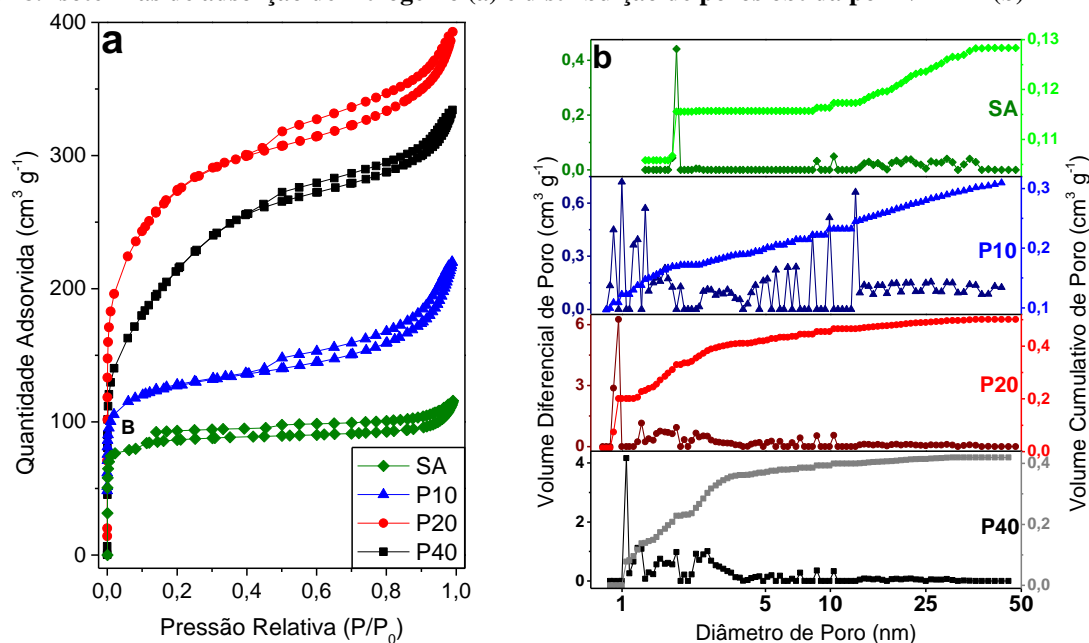 a
Quantidade Adsorvida (cm³ g⁻¹)
400
300
200
100
0
B
SA
P10
P20
P40
0,0 0,2 0,4 0,6 0,8 1,0
Pressão Relativa (P/P₀)
b
Volume Diferencial de Poro (cm³ g⁻¹)
0,4
0,2
0,0
SA
0,13
0,12
0,11
0,6
0,3
0,0
P10
0,3
0,2
0,1
6
3
0
P20
0,4
0,2
0,0
4
2
0
P40
0,4
0,2
0,0
Volume Cumulativo de Poro (cm³ g⁻¹)
1 5 10 25 50
Diâmetro de Poro (nm)